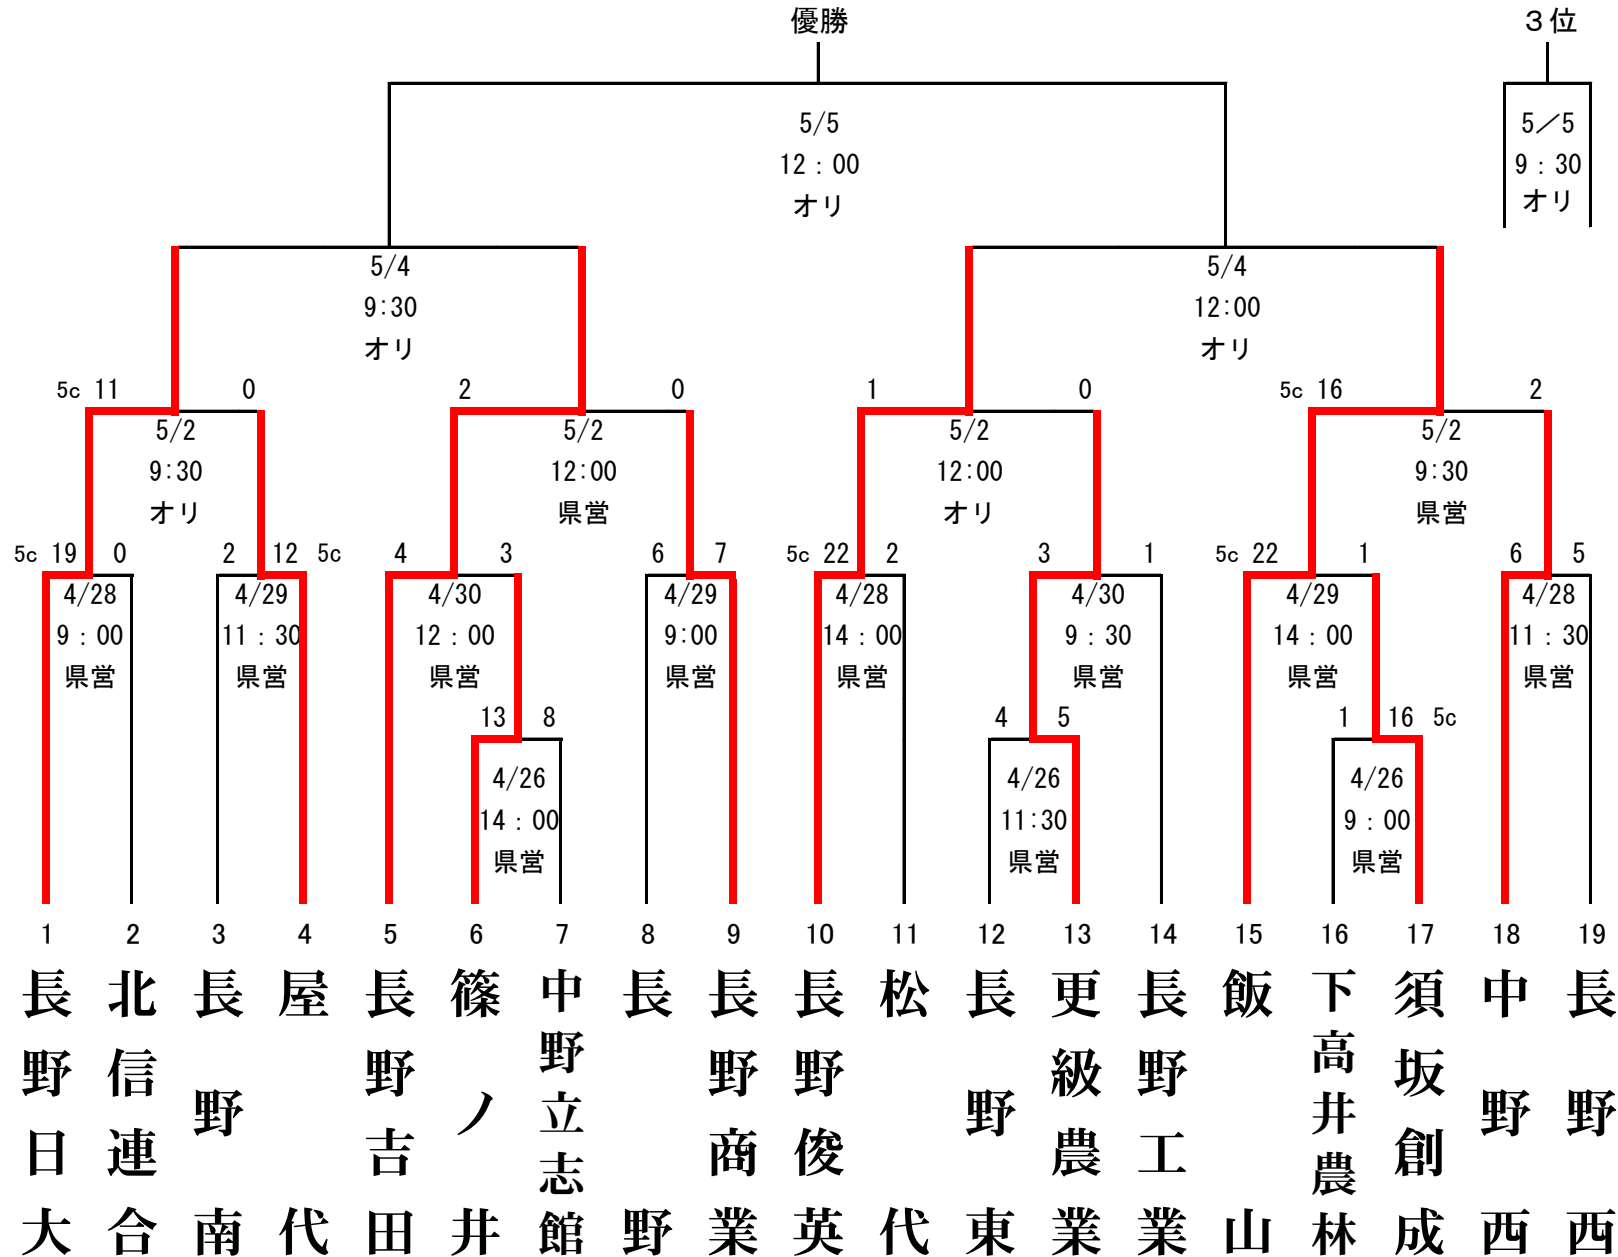 優勝
３位
5/5
12：00
オリ
5／5
9：30
オリ
5/4
9:30
オリ
5/4
12:00
オリ
5c 11 0
2 0
1 0
5c 16 2
5/2
9:30
オリ
5/2
12:00
県営
5/2
12:00
オリ
5/2
9:30
県営
5c 19 0
2 12 5c
4 3
6 7
5c 22 2
3 1
5c 22 1
6 5
4/28
9：00
県営
4/29
11：30
県営
4/30
12：00
県営
4/29
9:00
県営
4/28
14：00
県営
4/30
9：30
県営
4/29
14：00
県営
4/28
11：30
県営
13 8
4 5
1 16 5c
4/26
14：00
県営
4/26
11:30
県営
4/26
9：00
県営
1 2 3 4 5 6 7 8 9 10 11 12 13 14 15 16 17 18 19
長野日大
北信連合
長野南
屋代
長野吉田
篠ノ井
中野立志館
長野
長野商業
長野俊英
松代
長野東
更級農業
長野工業
飯山
下高井農林
須坂創成
中野西
長野西